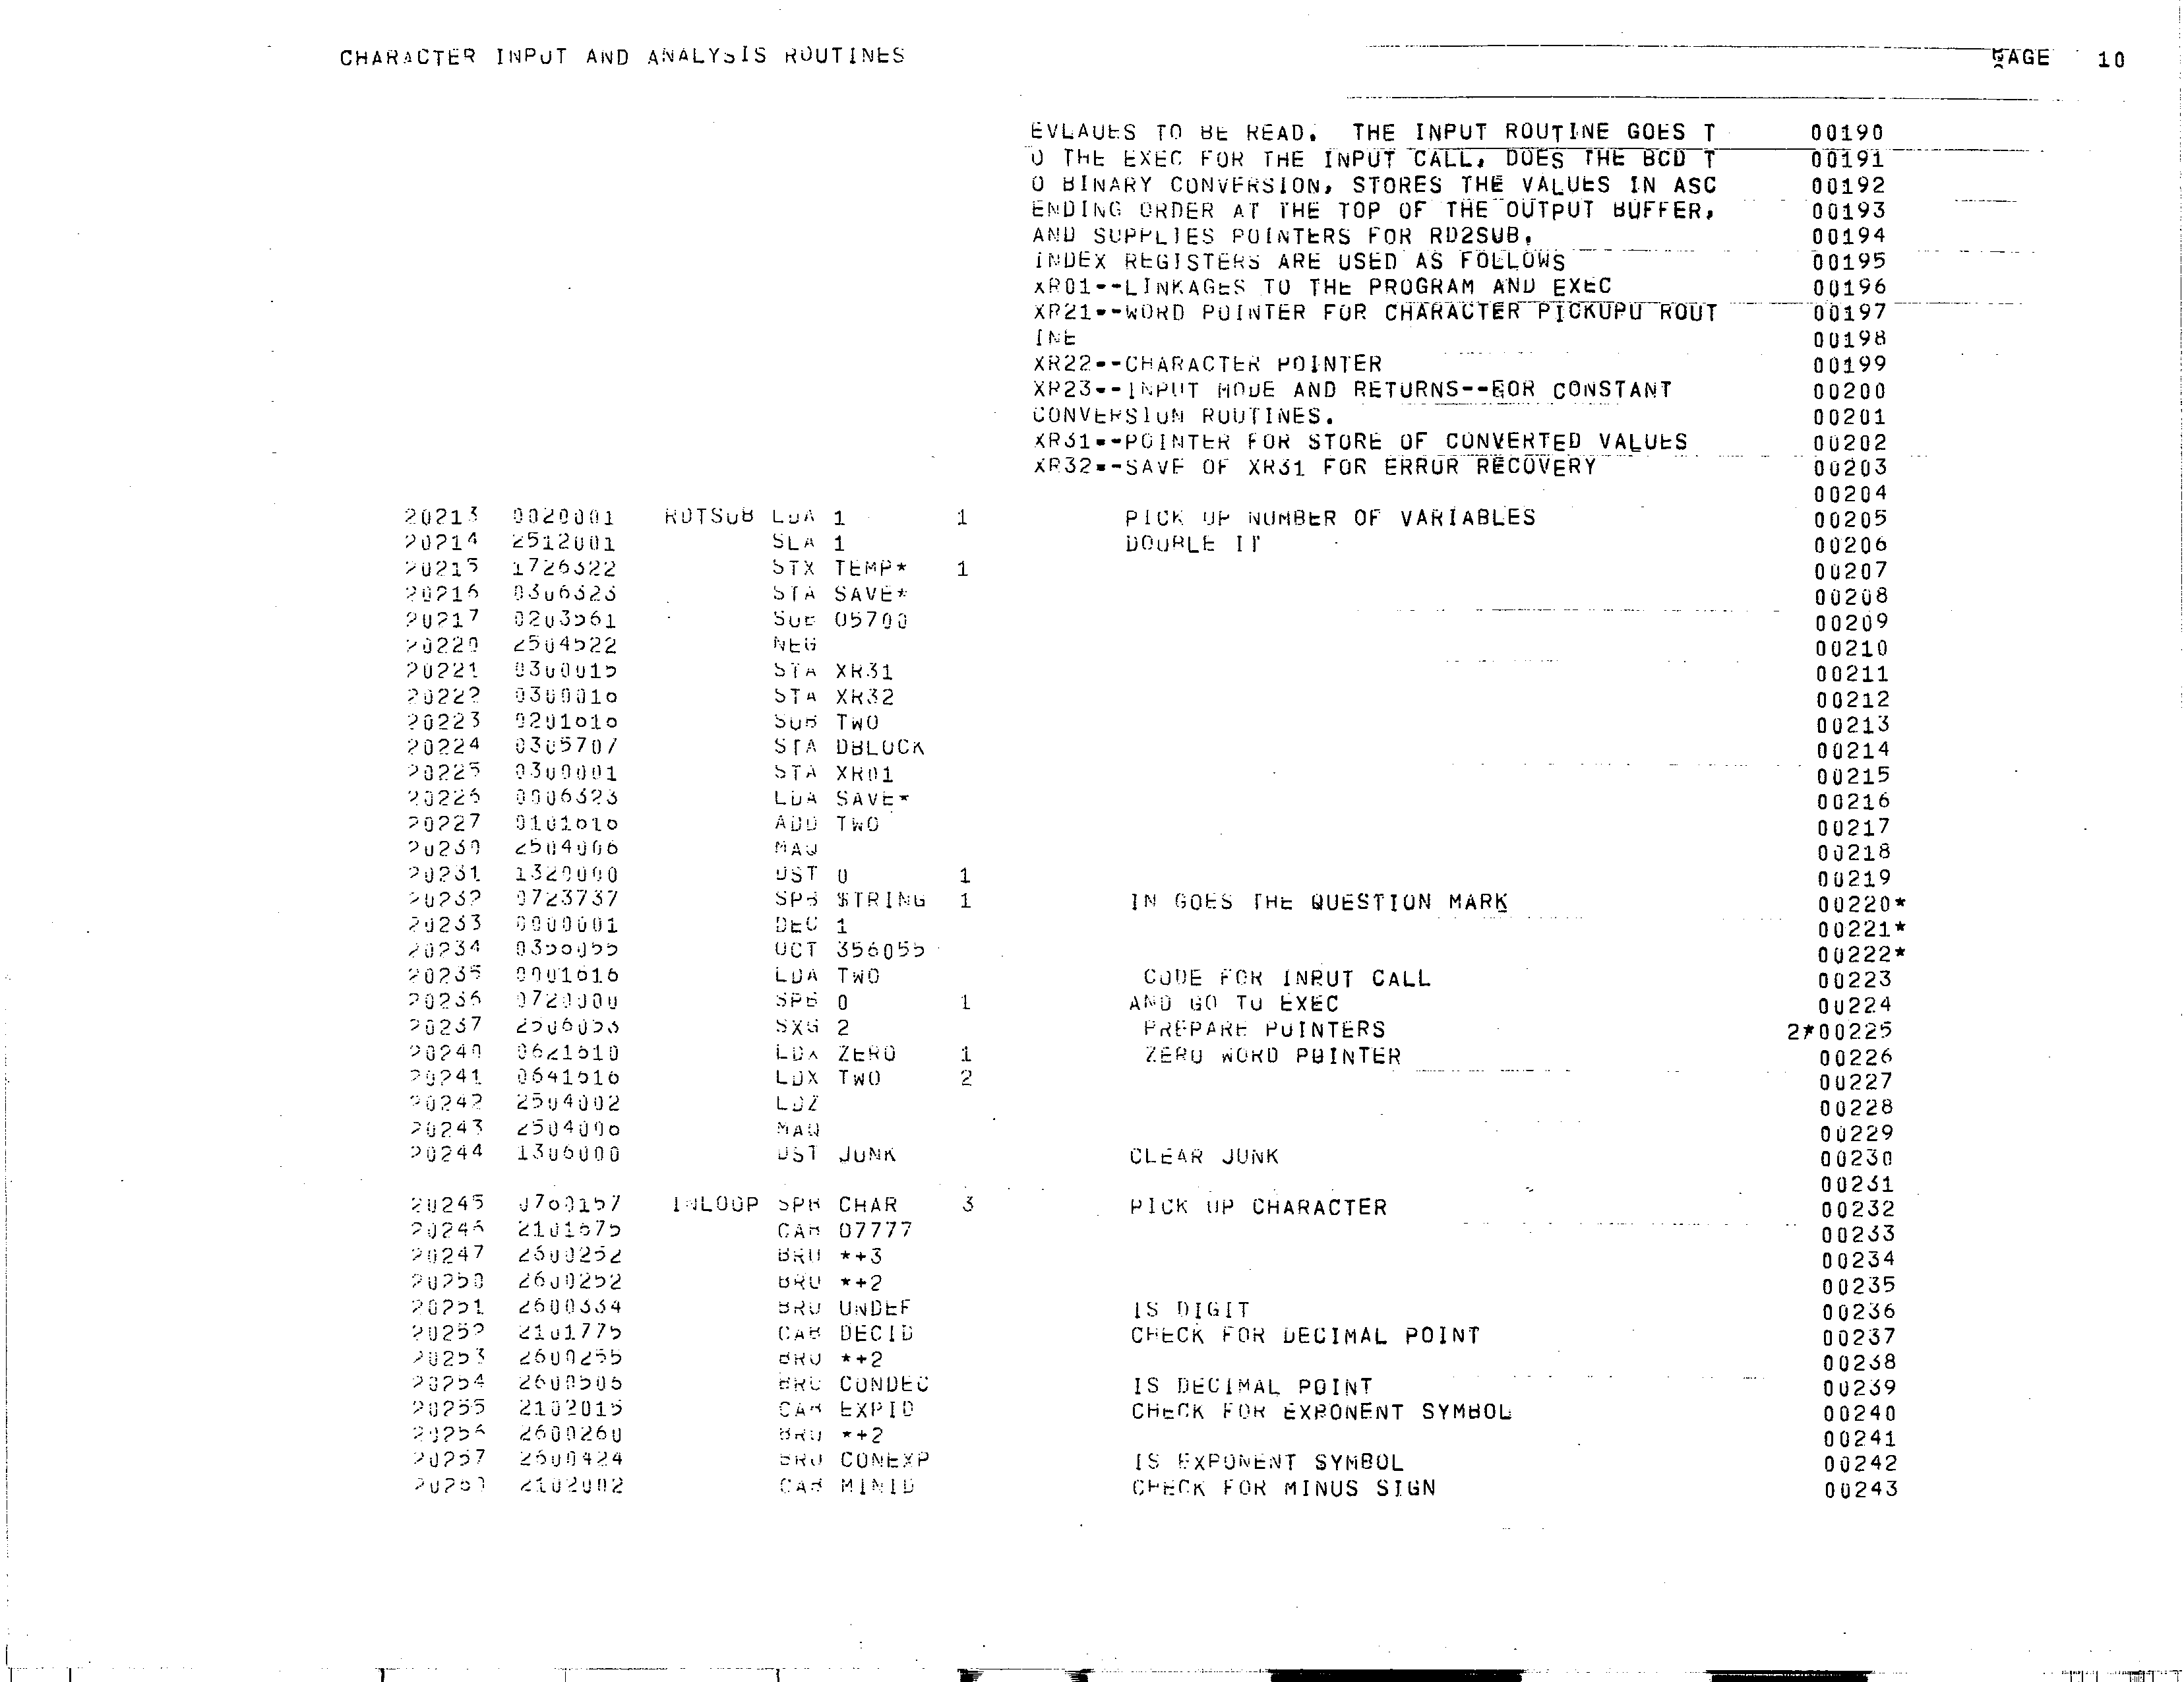 CHARACTER INPUT AND ANALYSIS ROUTINES PAGE 10
EVLAUES TO BE READ. THE INPUT ROUTINE GOES T 00190
O THE EXEC FOR THE INPUT CALL, DOES THE BCD T 00191
O BINARY CONVERSION, STORES THE VALUES IN ASC 00192
ENDING ORDER AT THE TOP OF THE OUTPUT BUFFER, 00193
AND SUPPLIES POINTERS FOR RD2SUB. 00194
INDEX REGISTERS ARE USED AS FOLLOWS 00195
XR01--LINKAGES TO THE PROGRAM AND EXEC 00196
XR21--WORD POINTER FOR CHARACTER PICKUPU ROUT 00197
INE 00198
XR22--CHARACTER POINTER 00199
XR23--INPUT MODE AND RETURNS--FOR CONSTANT 00200
CONVERSION ROUTINES. 00201
XR31--POINTER FOR STORE OF CONVERTED VALUES 00202
XR32--SAVE OF XR31 FOR ERROR RECOVERY 00203
00204
20213 0020001 RDTSUB LDA 1 1 PICK UP NUMBER OF VARIABLES 00205
20214 2512001 SLA 1 DOUBLE IT 00206
20215 1726322 STX TEMP* 1 00207
20216 0306323 STA SAVE* 00208
20217 0203561 SUB O5700 00209
20220 2504522 NEG 00210
20221 0300015 STA XR31 00211
20222 0300016 STA XR32 00212
20223 0201616 SUB TWO 00213
20224 0305707 STA DBLOCK 00214
20225 0300001 STA XR01 00215
20226 0006323 LDA SAVE* 00216
20227 0101616 ADD TWO 00217
20230 2504006 MAQ 00218
20231 1320000 DST 0 1 00219
20232 0723737 SPB STRING 1 IN GOES THE QUESTION MARK 00220*
20233 0000001 DEC 1 00221*
20234 0356055 OCT 356055 00222*
20235 0001616 LDA TWO CODE FOR INPUT CALL 00223
20236 0720000 SPB 0 1 AND GO TO EXEC 00224
20237 2506053 SXG 2 PREPARE POINTERS 2*00225
20240 0621610 LDX ZERO 1 ZERO WORD POINTER 00226
20241 0641616 LDX TWO 2 00227
20242 2504002 LDZ 00228
20243 2504006 MAQ 00229
20244 1306000 DST JUNK CLEAR JUNK 00230
00231
20245 0760157 INLOOP SPB CHAR 3 PICK UP CHARACTER 00232
20246 2101675 CAB O7777 00233
20247 2600252 BRU *+3 00234
20250 2600252 BRU *+2 00235
20251 2600334 BRU UNDEF IS DIGIT 00236
20252 2101775 CAB DECID CHECK FOR DECIMAL POINT 00237
20253 2600255 BRU *+2 00238
20254 2600505 BRU CONDEC IS DECIMAL POINT 00239
20255 2102015 CAB EXPID CHECK FOR EXPONENT SYMBOL 00240
20256 2600260 BRU *+2 00241
20257 2600424 BRU CONEXP IS EXPONENT SYMBOL 00242
20260 2102002 CAB MINID CHECK FOR MINUS SIGN 00243